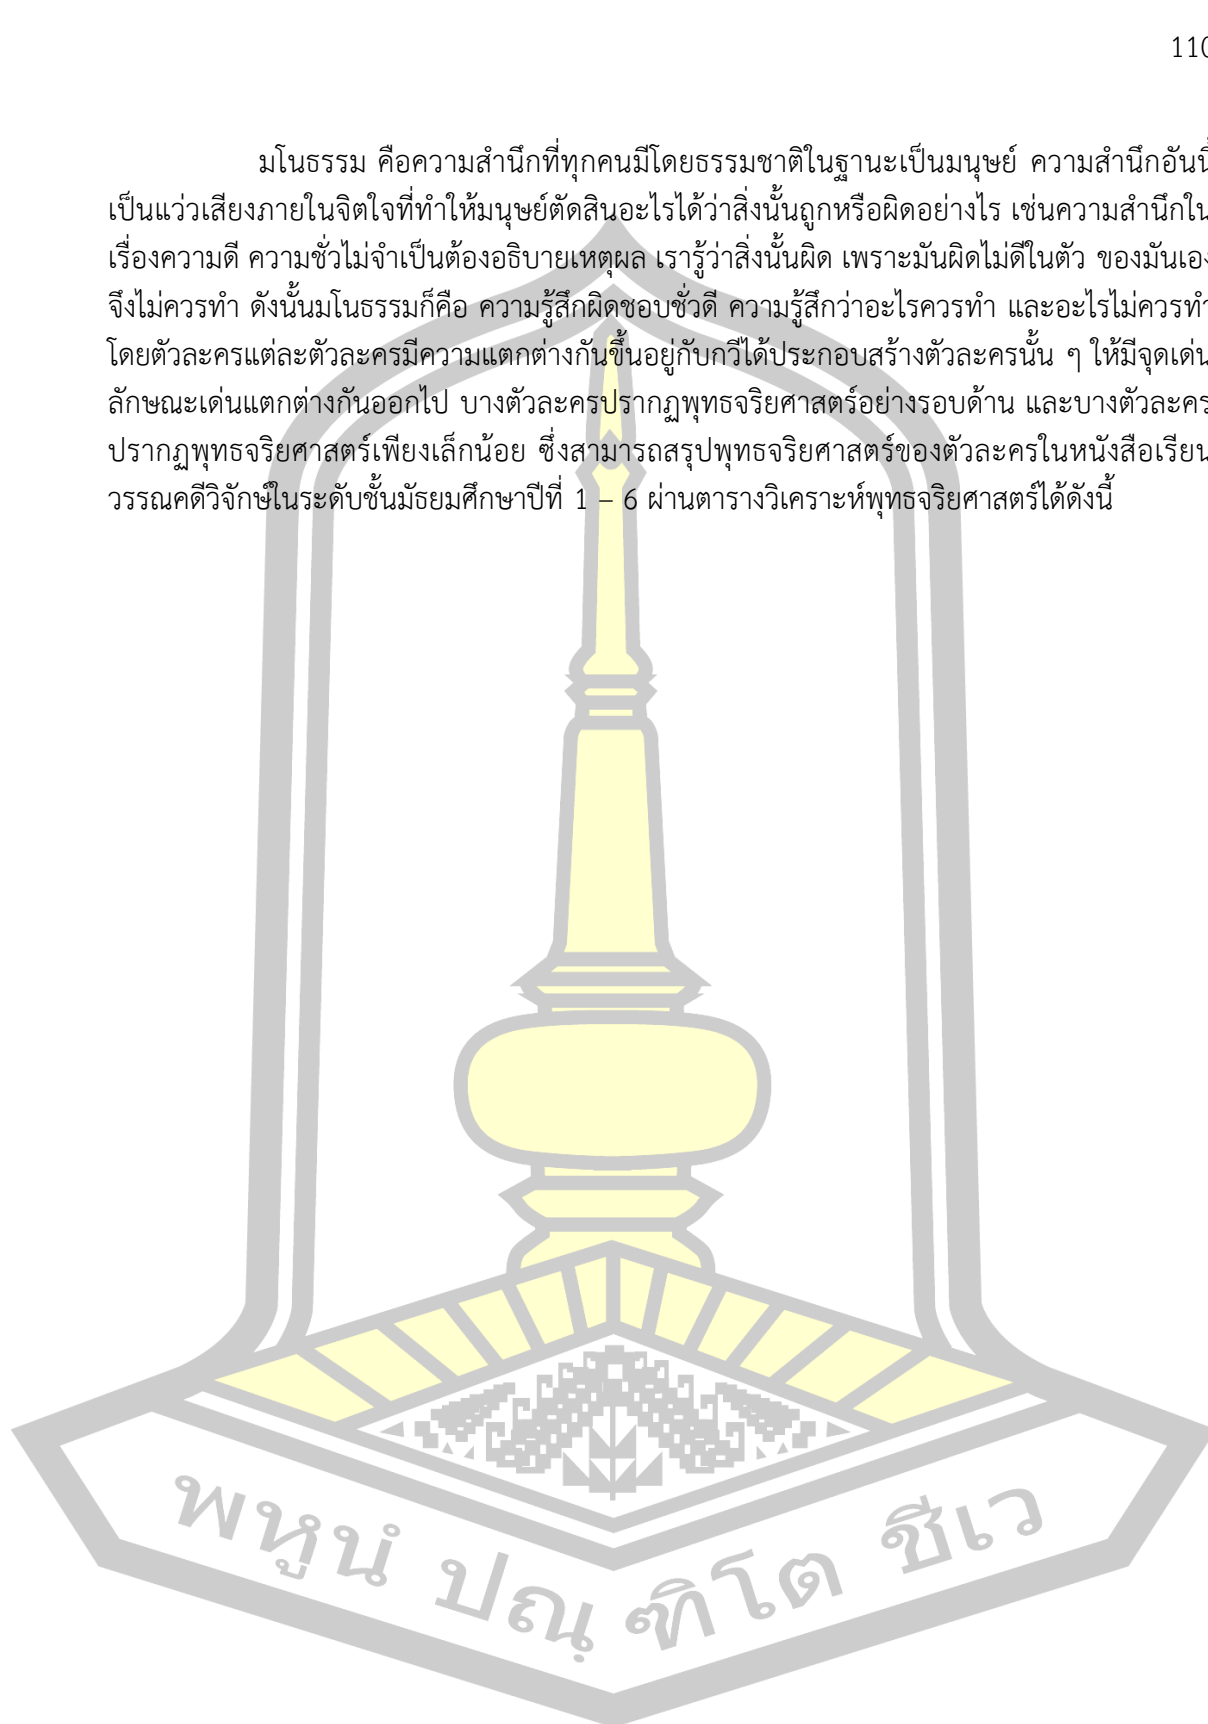 110
มโนธรรม คือความสำนึกที่ทุกคนมีโดยธรรมชาติในฐานะเป็นมนุษย์ ความสำนึกอันนี้
เป็นแว่วเสียงภายในจิตใจที่ทำให้มนุษย์ตัดสินอะไรได้ว่าสิ่งนั้นถูกหรือผิดอย่างไร เช่นความสำนึกใน
เรื่องความดี ความชั่วไม่จำเป็นต้องอธิบายเหตุผล เรารู้ว่าสิ่งนั้นผิด เพราะมันผิดไม่ดีในตัว ของมันเอง
จึงไม่ควรทำ ดังนั้นมโนธรรมก็คือ ความรู้สึกผิดชอบชั่วดี ความรู้สึกว่าอะไรควรทำ และอะไรไม่ควรทำ
โดยตัวละครแต่ละตัวละครมีความแตกต่างกันขึ้นอยู่กับกวีได้ประกอบสร้างตัวละครนั้น ๆ ให้มีจุดเด่น
ลักษณะเด่นแตกต่างกันออกไป บางตัวละครปรากฏพุทธจริยศาสตร์อย่างรอบด้าน และบางตัวละคร
ปรากฏพุทธจริยศาสตร์เพียงเล็กน้อย ซึ่งสามารถสรุปพุทธจริยศาสตร์ของตัวละครในหนังสือเรียน
วรรณคดีวิจักษ์ในระดับชั้นมัธยมศึกษาปีที่ 1 – 6 ผ่านตารางวิเคราะห์พุทธจริยศาสตร์ได้ดังนี้
พหูนํ ปณฺฑิโต ชีเว